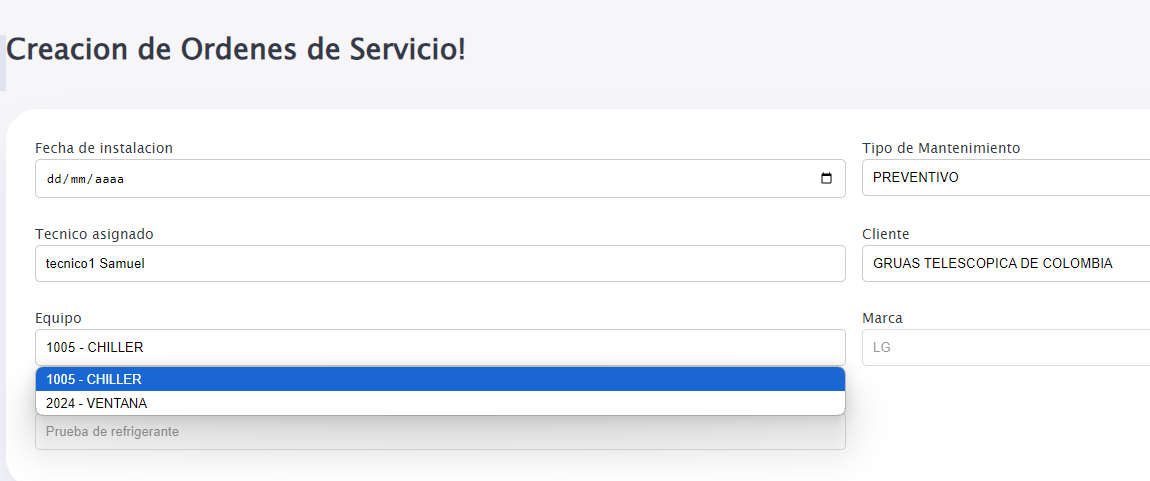 Creacion de Ordenes de Servicio!
Fecha de instalacion
Tipo de Mantenimiento
dd/mm/aaaa
PREVENTIVO
Tecnico asignado
Cliente
tecnico1 Samuel
GRUAS TELESCOPICA DE COLOMBIA
Equipo
Marca
1005 - CHILLER
LG
1005 - CHILLER
2024 - VENTANA
Prueba de refrigerante